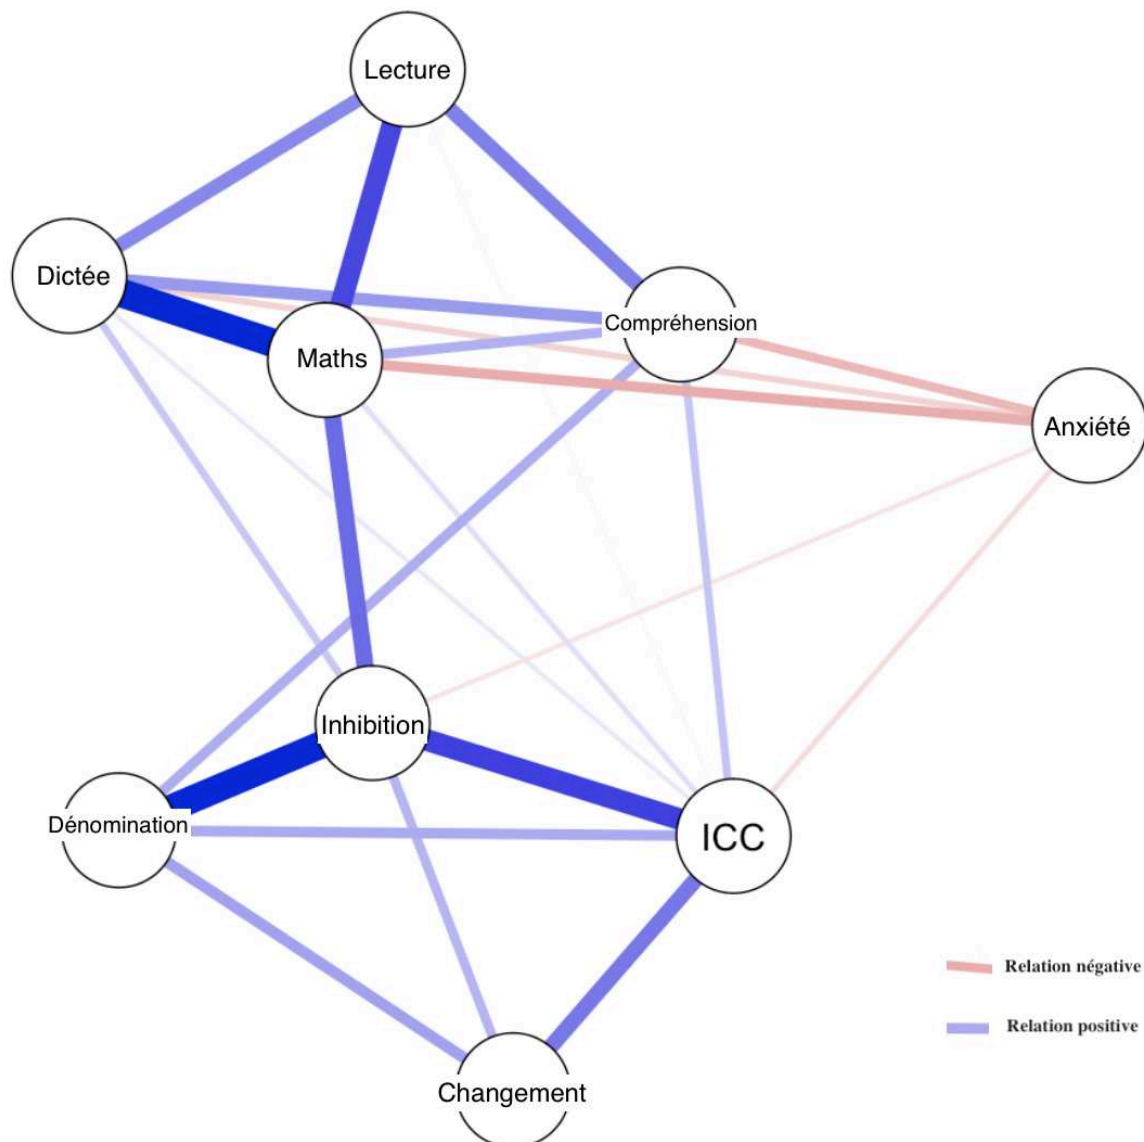 Lecture
Dictée
Compréhension
Maths
Anxiété
Inhibition
Dénomination
ICC
Relation négative
Relation positive
Changement